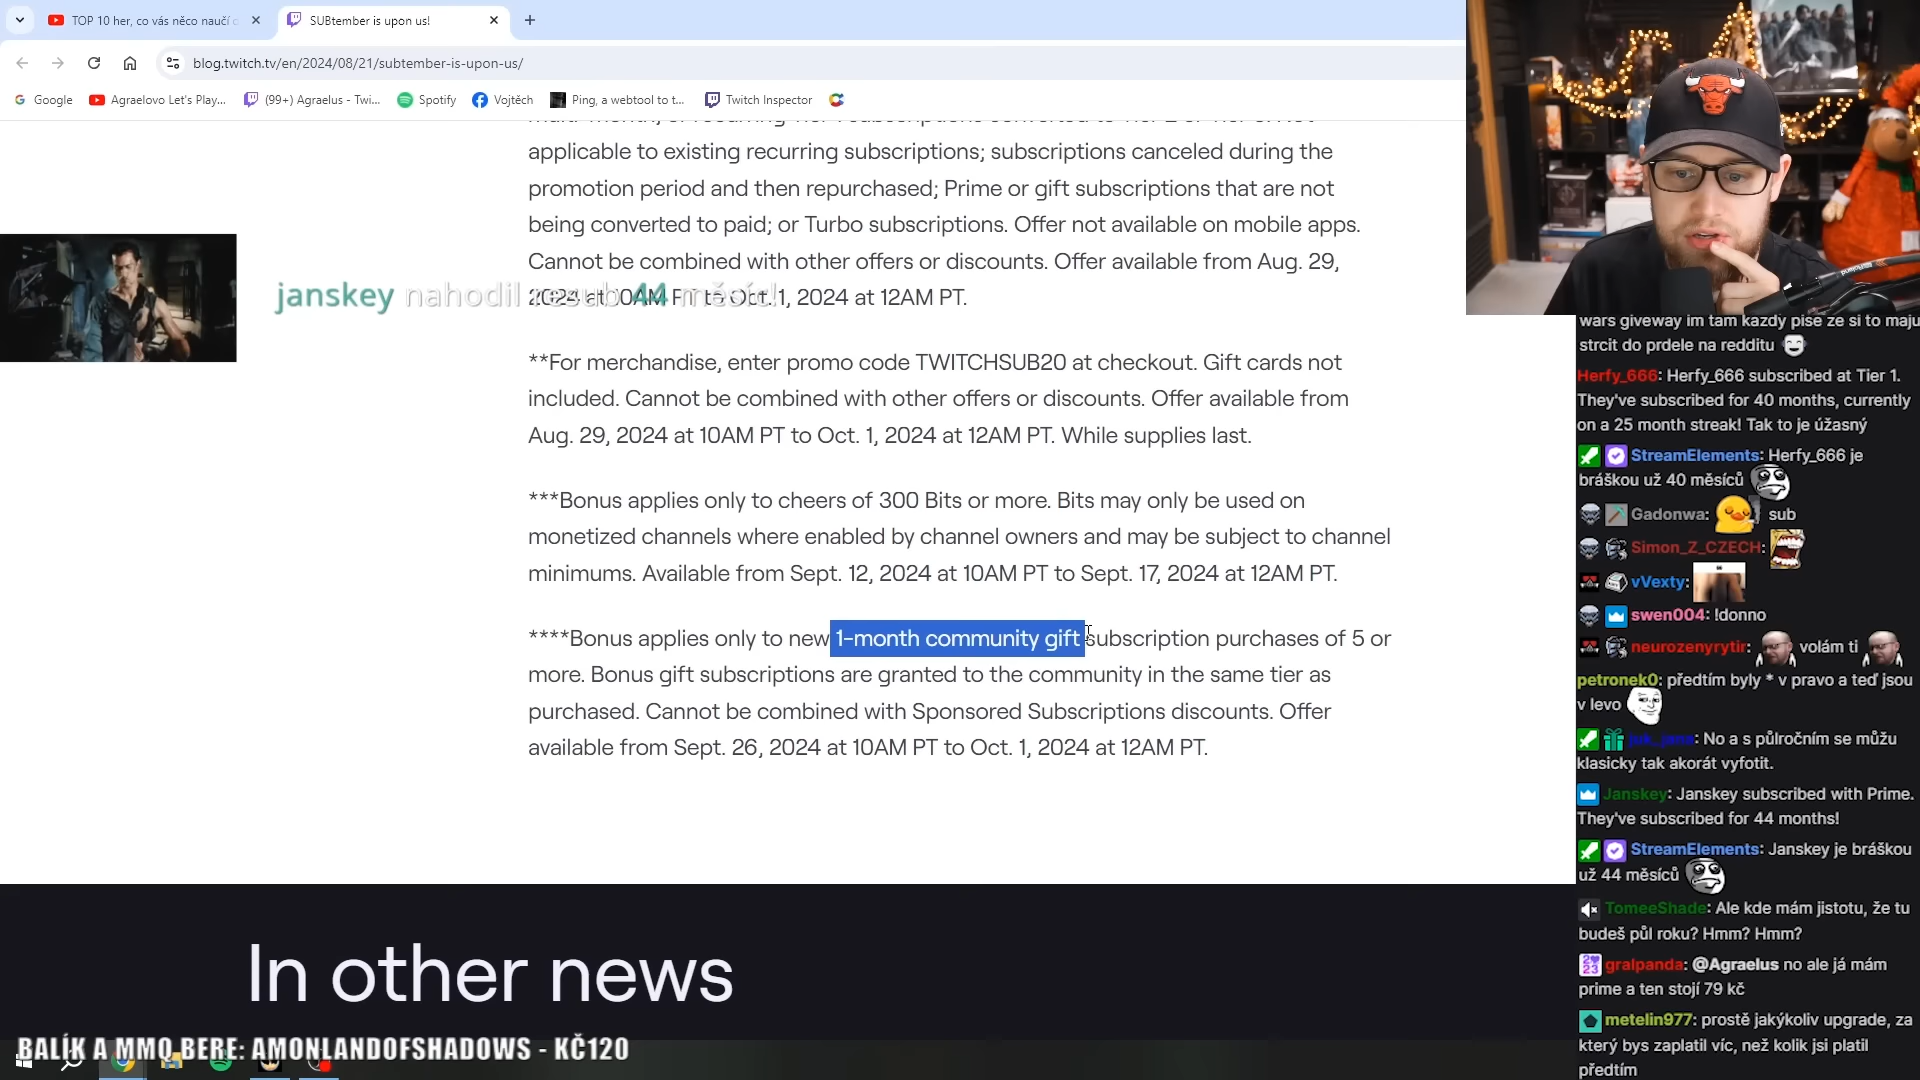 TOP 10 her, co vás něco naučí
SUBtember is upon us!
blog.twitch.tv/en/2024/08/21/subtember-is-upon-us/
Google
Agraelovo Let's Play...
(99+) Agraelus - Twi...
Spotify
Vojtěch
Ping, a webtool to t...
Twitch Inspector
applicable to existing recurring subscriptions; subscriptions canceled during the
promotion period and then repurchased; Prime or gift subscriptions that are not
being converted to paid; or Turbo subscriptions. Offer not available on mobile apps.
Cannot be combined with other offers or discounts. Offer available from Aug. 29,
2024 at 10AM PT to Oct. 1, 2024 at 12AM PT.
janskey nahodil resub 44 měsíc!
**For merchandise, enter promo code TWITCHSUB20 at checkout. Gift cards not
included. Cannot be combined with other offers or discounts. Offer available from
Aug. 29, 2024 at 10AM PT to Oct. 1, 2024 at 12AM PT. While supplies last.
***Bonus applies only to cheers of 300 Bits or more. Bits may only be used on
monetized channels where enabled by channel owners and may be subject to channel
minimums. Available from Sept. 12, 2024 at 10AM PT to Sept. 17, 2024 at 12AM PT.
****Bonus applies only to new 1-month community gift subscription purchases of 5 or
more. Bonus gift subscriptions are granted to the community in the same tier as
purchased. Cannot be combined with Sponsored Subscriptions discounts. Offer
available from Sept. 26, 2024 at 10AM PT to Oct. 1, 2024 at 12AM PT.
In other news
BALÍK A MMO BERE: AMONLANDOFSHADOWS - KČ120
wars giveway im tam kazdy pise ze si to maju
strcit do prdele na redditu
Herfy_666: Herfy_666 subscribed at Tier 1.
They've subscribed for 40 months, currently
on a 25 month streak! Tak to je úžasný
StreamElements: Herfy_666 je
bráškou už 40 měsíců
Gadonwa: sub
Simon_Z_CZECH:
vVexty:
swen004: !donno
neurozenyrytir: volám ti
petronek0: předtím byly * v pravo a teď jsou
v levo
: No a s půlročním se můžu
klasicky tak akorát vyfotit.
Janskey: Janskey subscribed with Prime.
They've subscribed for 44 months!
StreamElements: Janskey je bráškou
už 44 měsíců
TomeeShade: Ale kde mám jistotu, že tu
budeš půl roku? Hmm? Hmm?
gralpanda: @Agraelus no ale já mám
prime a ten stojí 79 kč
metelin977: prostě jakýkoliv upgrade, za
který bys zaplatil víc, než kolik jsi platil
předtím